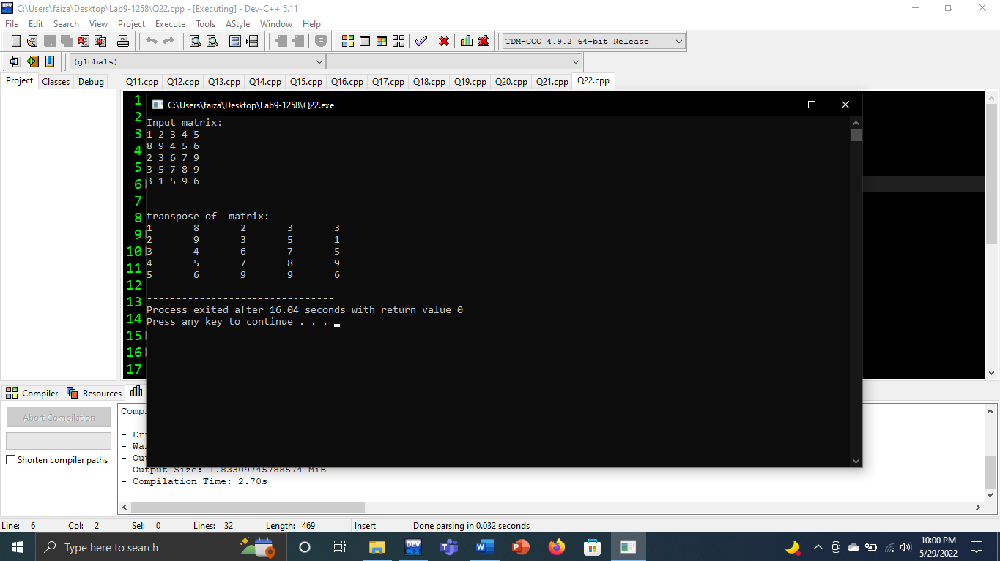 C:\Users\faiza\Desktop\Lab9-1258\Q22.cpp - [Executing] - Dev-C++ 5.11
File Edit Search View Project Execute Tools AStyle Window Help
TDM-GCC 4.9.2 64-bit Release
(globals)
Project Classes Debug Q11.cpp Q12.cpp Q13.cpp Q14.cpp Q15.cpp Q16.cpp Q17.cpp Q18.cpp Q19.cpp Q20.cpp Q21.cpp Q22.cpp
1
2
3
4
5
6
7
8
9
10
11
12
13
14
15
16
17
C:\Users\faiza\Desktop\Lab9-1258\Q22.exe
Input matrix:
1 2 3 4 5
8 9 4 5 6
2 3 6 7 9
3 5 7 8 9
3 1 5 9 6
transpose of  matrix:
1 8 2 3 3
2 9 3 5 1
3 4 6 7 5
4 5 7 8 9
5 6 9 9 6
--------------------------------
Process exited after 16.04 seconds with return value 0
Press any key to continue . . .
Compiler Resources
Abort Compilation
Shorten compiler paths
- Output Size: 1.83309745788574 MiB
- Compilation Time: 2.70s
Line: 6 Col: 2 Sel: 0 Lines: 32 Length: 469 Insert Done parsing in 0.032 seconds
Type here to search
DEV
10:00 PM
5/29/2022